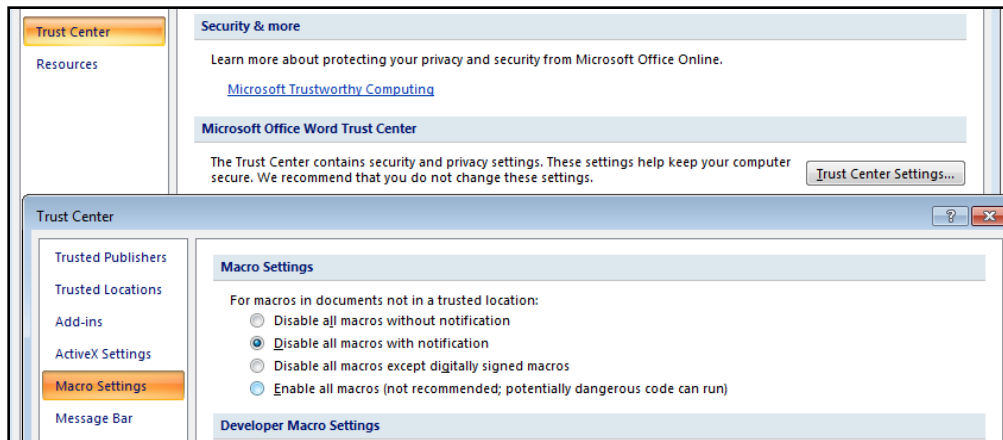 Trust Center
Resources
Security & more
Learn more about protecting your privacy and security from Microsoft Office Online.
Microsoft Trustworthy Computing
Microsoft Office Word Trust Center
The Trust Center contains security and privacy settings. These settings help keep your computer
secure. We recommend that you do not change these settings.
Trust Center Settings...
Trust Center
Trusted Publishers
Trusted Locations
Add-ins
ActiveX Settings
Macro Settings
Message Bar
Macro Settings
For macros in documents not in a trusted location:
Disable all macros without notification
Disable all macros with notification
Disable all macros except digitally signed macros
Enable all macros (not recommended; potentially dangerous code can run)
Developer Macro Settings